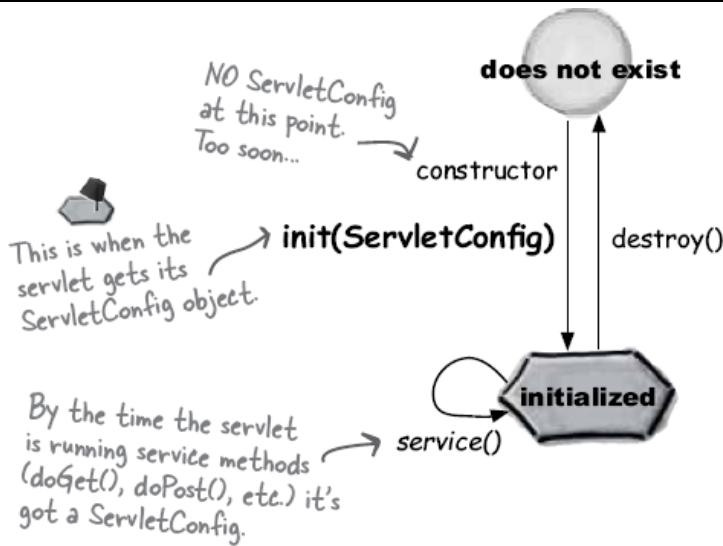 does not exist
NO ServletConfig
at this point.
Too soon...
constructor
This is when the
servlet gets its
ServletConfig object.
init(ServletConfig)
destroy()
initialized
By the time the servlet
is running service methods
(doGet(), doPost(), etc.) it's
got a ServletConfig.
service()